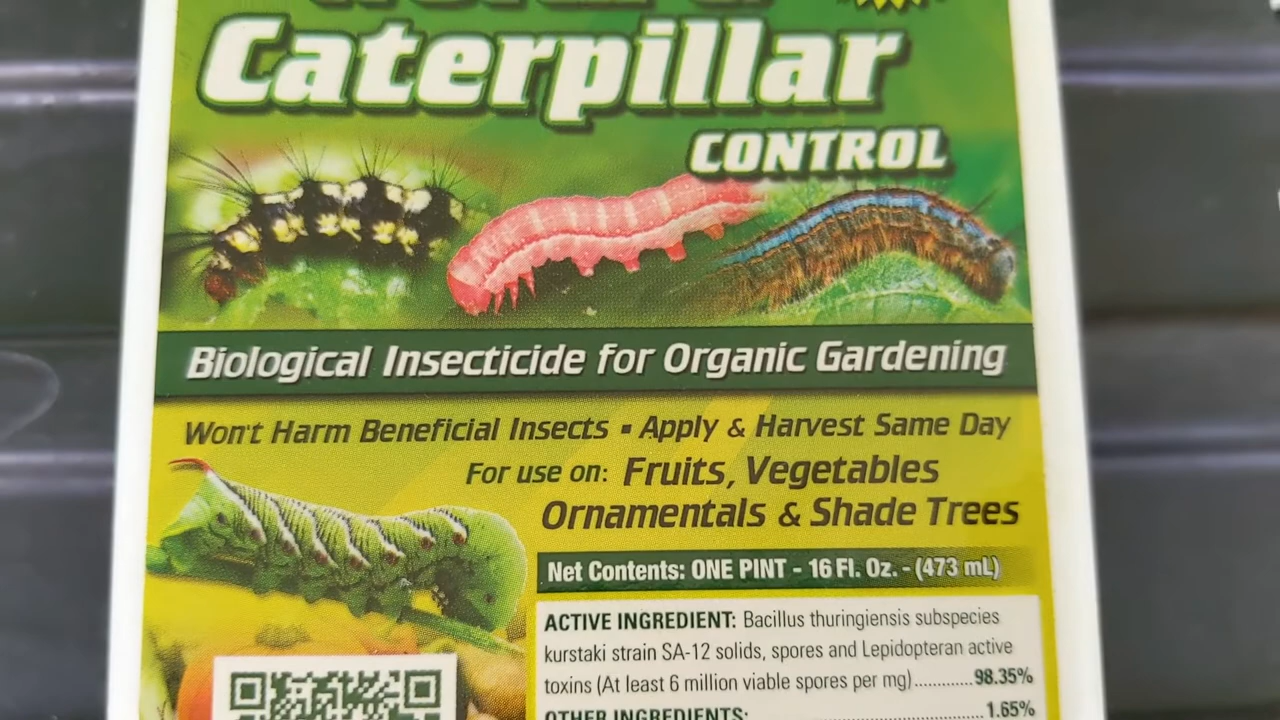 Caterpillar
CONTROL
Biological Insecticide for Organic Gardening
Won't Harm Beneficial Insects ▪ Apply & Harvest Same Day
For use on: Fruits, Vegetables
Ornamentals & Shade Trees
Net Contents: ONE PINT - 16 Fl. Oz. - (473 mL)
ACTIVE INGREDIENT: Bacillus thuringiensis subspecies
kurstaki strain SA-12 solids, spores and Lepidopteran active
toxins (At least 6 million viable spores per mg)............98.35%
OTHER INGREDIENTS:.................................................1.65%